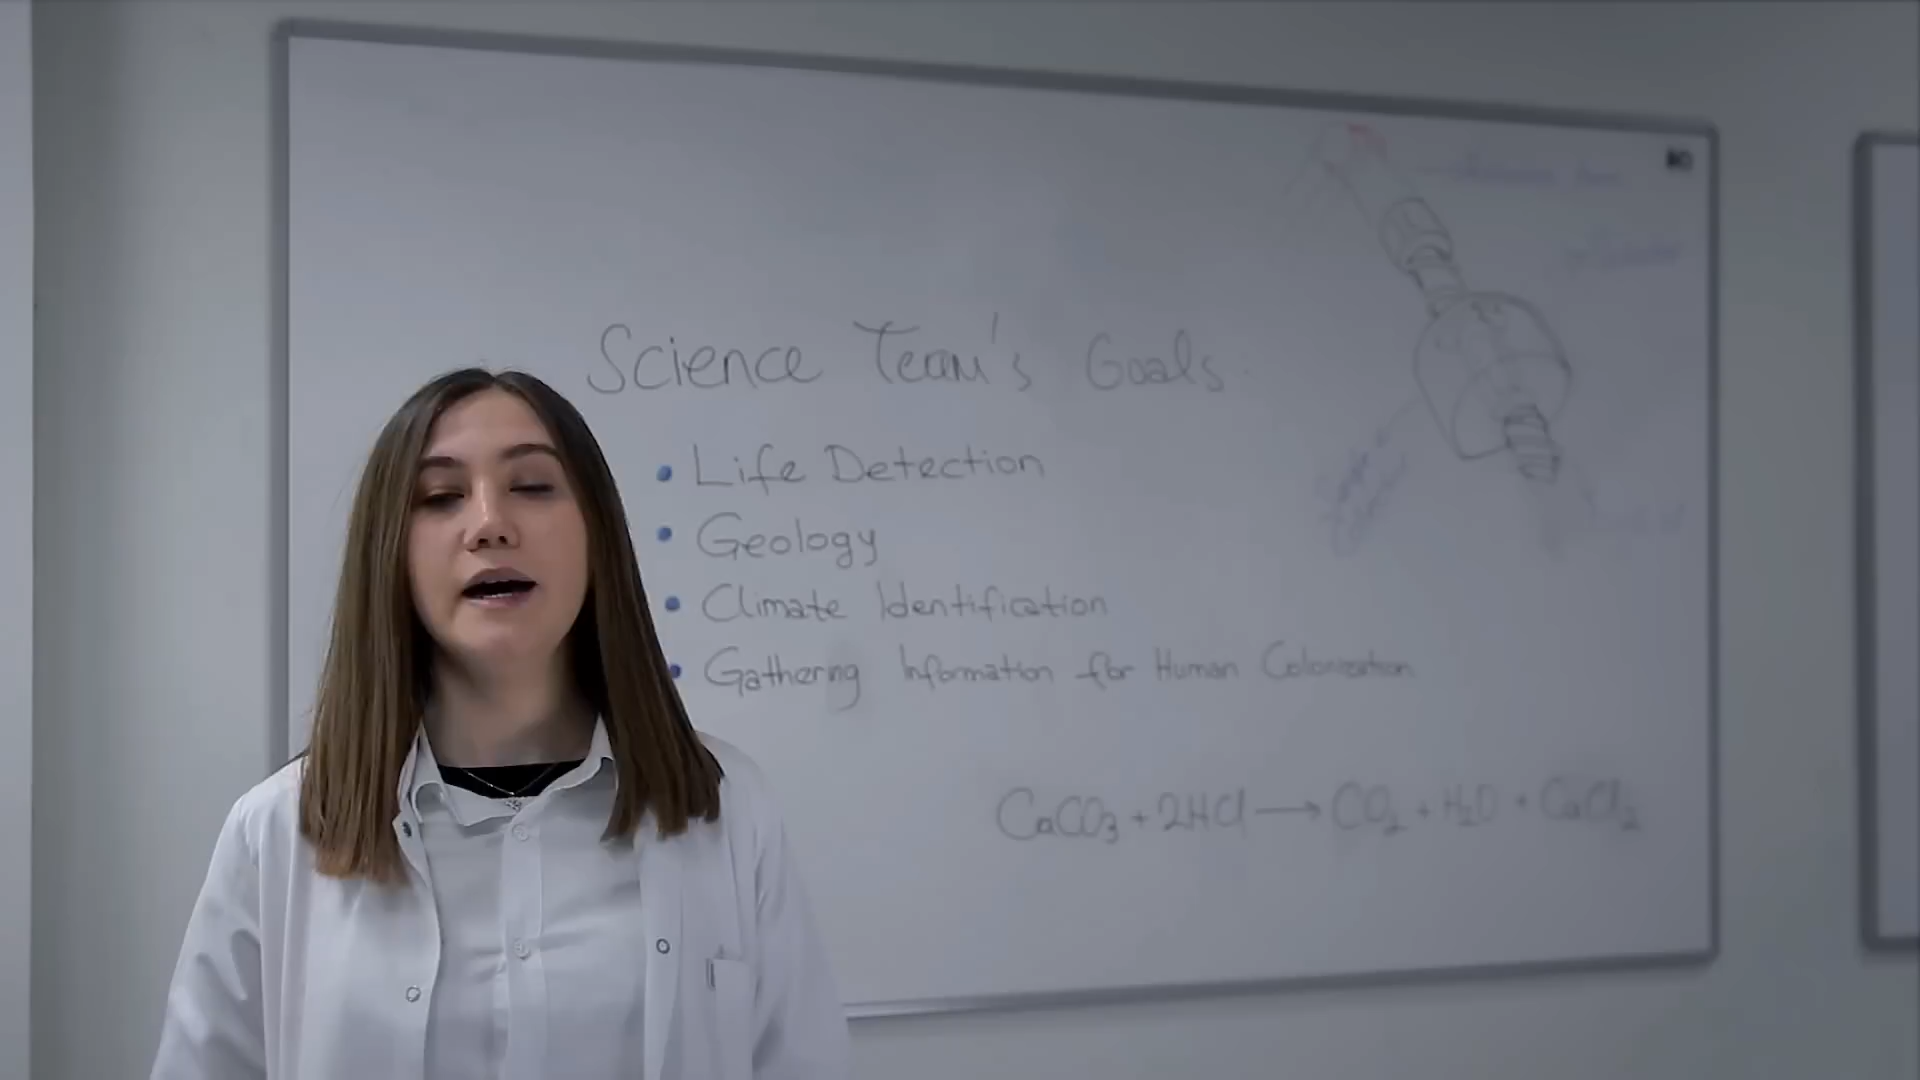 Science Team's Goals:
• Life Detection
• Geology
• Climate Identification
• Gathering Information for Human Colonization
CaCO₃ + 2HCl → CO₂ + H₂O + CaCl₂